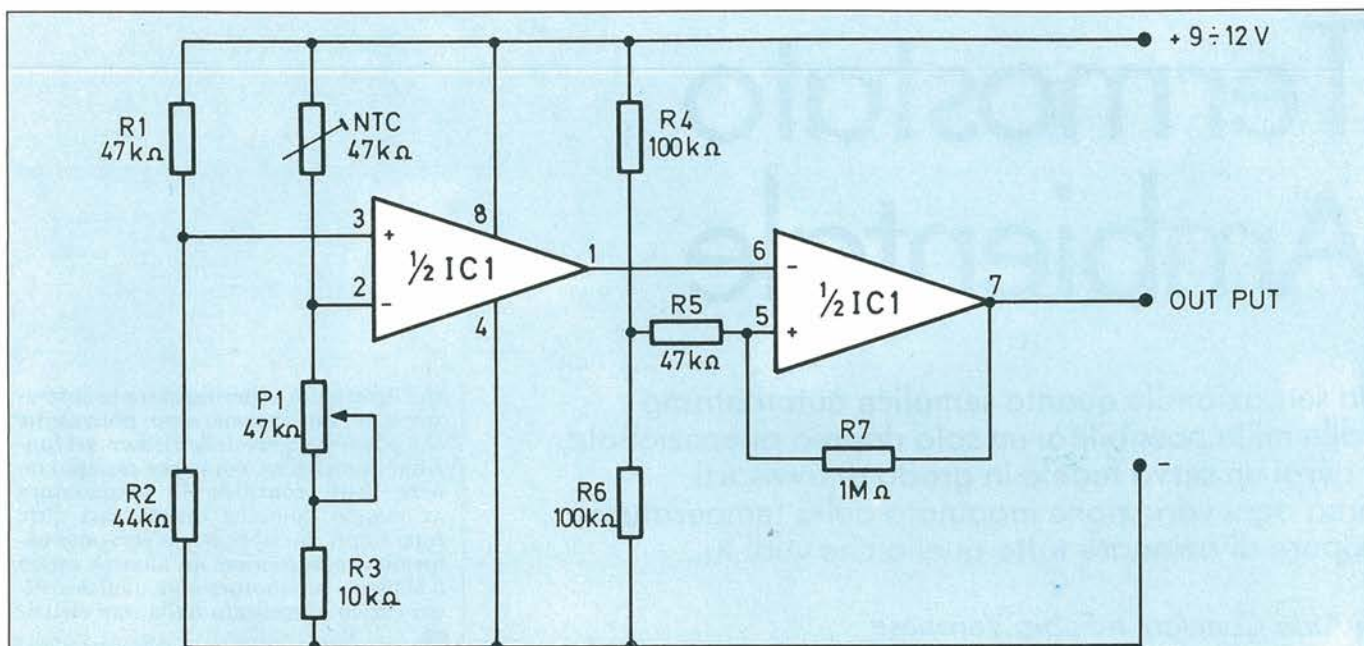 + 9÷12 V
R1
47kΩ
NTC
47kΩ
R4
100kΩ
3
+
8
½ IC1
1
2
−
4
6
−
½ IC1
7
5
+
OUT PUT
R5
47kΩ
P1
47kΩ
R7
1MΩ
−
R2
44kΩ
R6
100kΩ
R3
10kΩ